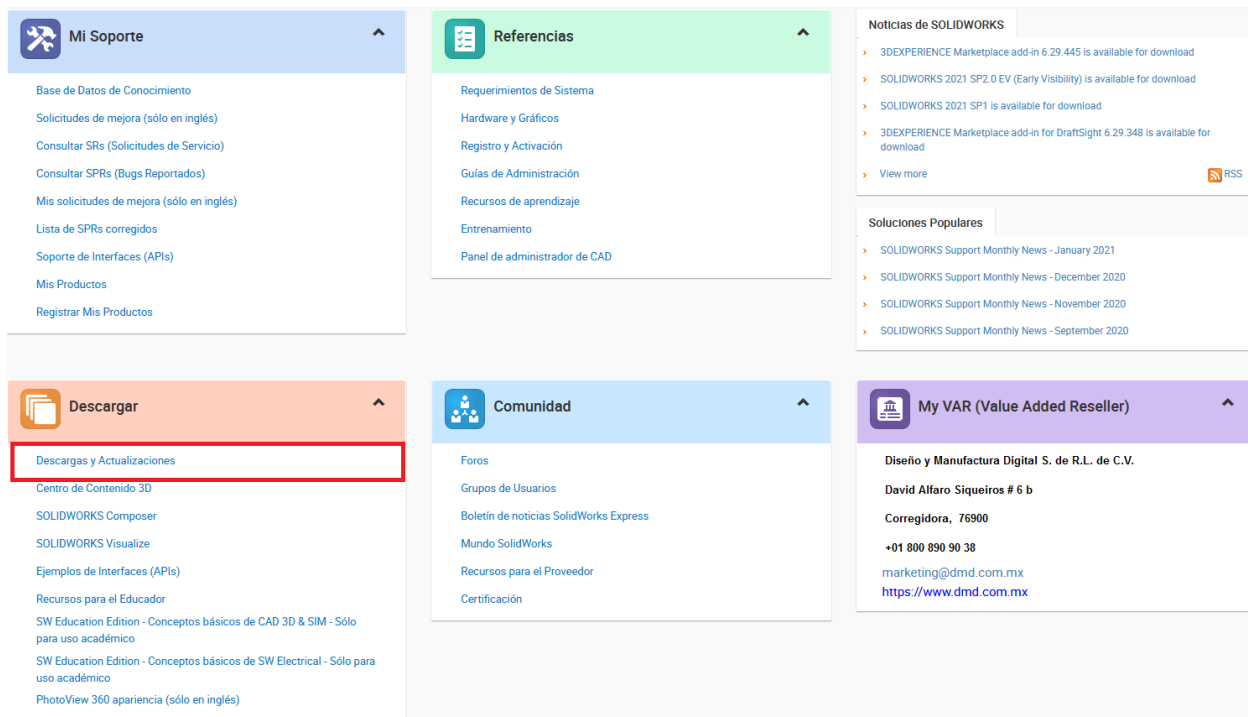 Mi Soporte
Base de Datos de Conocimiento
Solicitudes de mejora (sólo en inglés)
Consultar SRs (Solicitudes de Servicio)
Consultar SPRs (Bugs Reportados)
Mis solicitudes de mejora (sólo en inglés)
Lista de SPRs corregidos
Soporte de Interfaces (APIs)
Mis Productos
Registrar Mis Productos
Referencias
Requerimientos de Sistema
Hardware y Gráficos
Registro y Activación
Guías de Administración
Recursos de aprendizaje
Entrenamiento
Panel de administrador de CAD
Noticias de SOLIDWORKS
3DEXPERIENCE Marketplace add-in 6.29.445 is available for download
SOLIDWORKS 2021 SP2.0 EV (Early Visibility) is available for download
SOLIDWORKS 2021 SP1 is available for download
3DEXPERIENCE Marketplace add-in for DraftSight 6.29.348 is available for
download
View more
RSS
Soluciones Populares
SOLIDWORKS Support Monthly News - January 2021
SOLIDWORKS Support Monthly News - December 2020
SOLIDWORKS Support Monthly News - November 2020
SOLIDWORKS Support Monthly News - September 2020
Descargar
Descargas y Actualizaciones
Centro de Contenido 3D
SOLIDWORKS Composer
SOLIDWORKS Visualize
Ejemplos de Interfaces (APIs)
Recursos para el Educador
SW Education Edition - Conceptos básicos de CAD 3D & SIM - Sólo
para uso académico
SW Education Edition - Conceptos básicos de SW Electrical - Sólo para
uso académico
PhotoView 360 apariencia (sólo en inglés)
Comunidad
Foros
Grupos de Usuarios
Boletín de noticias SolidWorks Express
Mundo SolidWorks
Recursos para el Proveedor
Certificación
My VAR (Value Added Reseller)
Diseño y Manufactura Digital S. de R.L. de C.V.
David Alfaro Siqueiros # 6 b
Corregidora, 76900
+01 800 890 90 38
marketing@dmd.com.mx
https://www.dmd.com.mx